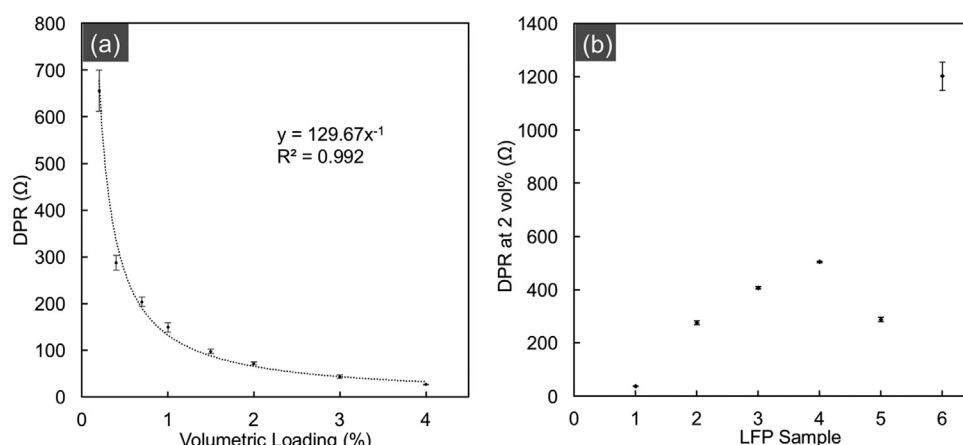 (a)
DPR (Ω)
800
700
600
500
400
300
200
100
0
y = 129.67x⁻¹
R² = 0.992
0 1 2 3 4 5
Volumetric Loading (%)
(b)
DPR at 2 vol% (Ω)
1400
1200
1000
800
600
400
200
0
0 1 2 3 4 5 6
LFP Sample